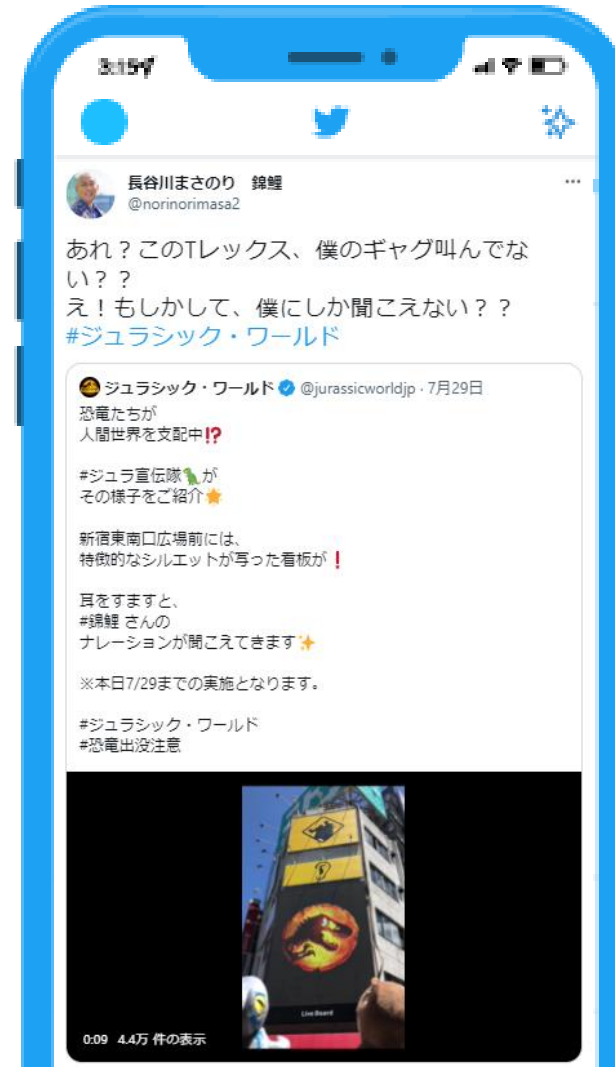 3:15
長谷川まさのり 錦鯉
@norinorimasa2
あれ？このTレックス、僕のギャグ叫んでな
い？？
え！もしかして、僕にしか聞こえない？？
#ジュラシック・ワールド
ジュラシック・ワールド @jurassicworldjp · 7月29日
恐竜たちが
人間世界を支配中⁉️
#ジュラ宣伝隊🦖が
その様子をご紹介🌟
新宿東南口広場前には、
特徴的なシルエットが写った看板が❗
耳をすますと、
#錦鯉 さんの
ナレーションが聞こえてきます✨
※本日7/29までの実施となります。
#ジュラシック・ワールド
#恐竜出没注意
Live Board
0:09 4.4万 件の表示